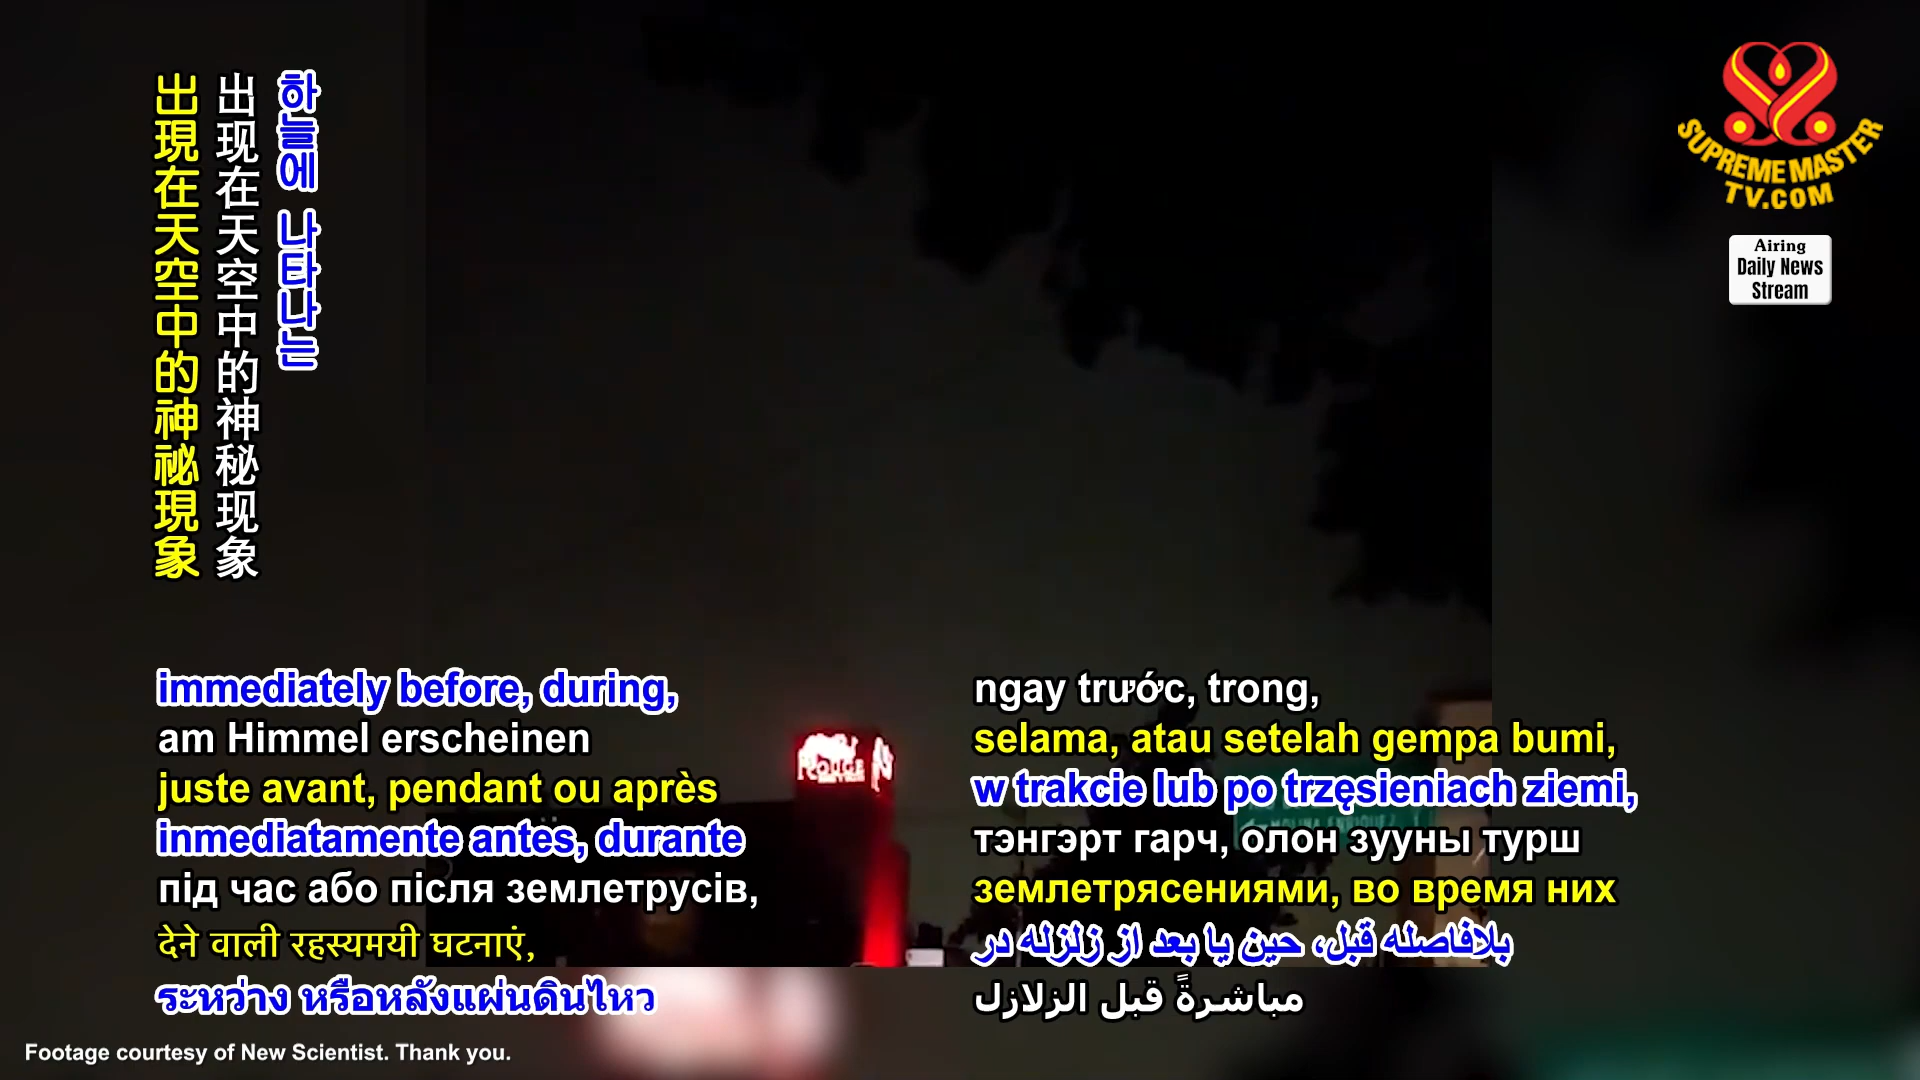 한늘에 나타나는
出现在天空中的神秘现象
出現在天空中的神祕現象
SUPREME MASTER
TV.COM
Airing
Daily News
Stream
immediately before, during,
am Himmel erscheinen
juste avant, pendant ou après
inmediatamente antes, durante
під час або після землетрусів,
देने वाली रहस्यमयी घटनाएं,
ระหว่าง หรือหลังแผ่นดินไหว
ngay trước, trong,
selama, atau setelah gempa bumi,
w trakcie lub po trzęsieniach ziemi,
тэнгэрт гарч, олон зууны турш
землетрясениями, во время них
بلافاصله قبل، حین یا بعد از زلزله در
مباشرةً قبل الزلازل
MOLINA ENRIQUEZ
Footage courtesy of New Scientist. Thank you.